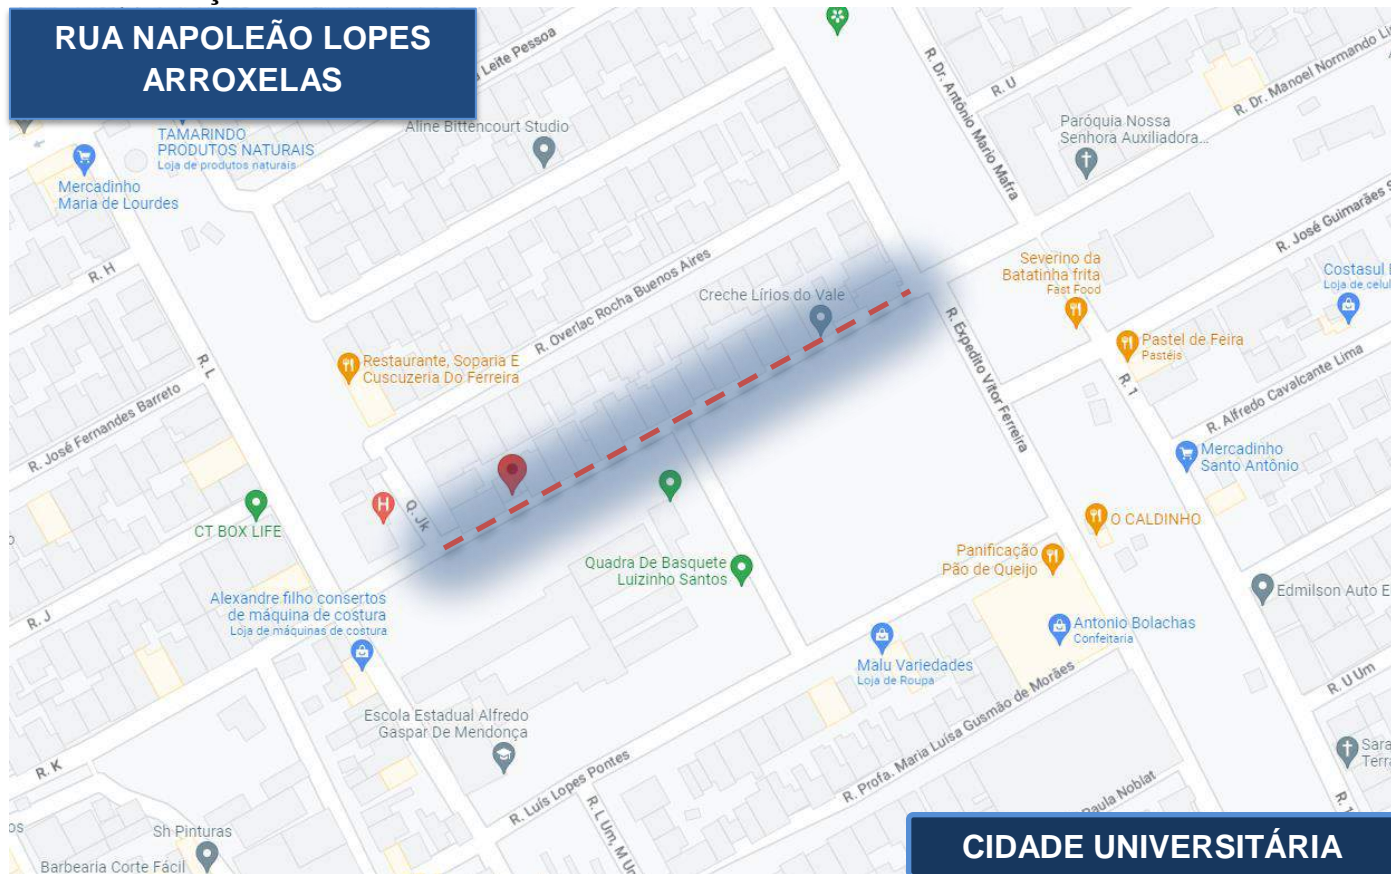 RUA NAPOLEÃO LOPES
ARROXELAS
Leite Pessoa
R. Dr. Antônio Mario Mafra
R. U
R. Dr. Manoel Normando
TAMARINDO
PRODUTOS NATURAIS
Loja de produtos naturais
Aline Bittencourt Studio
Paróquia Nossa
Senhora Auxiliadora...
Mercadinho
Maria de Lourdes
R. H
R. José Guimarães
Severino da
Batatinha frita
Fast Food
Costasul
Creche Lírios do Vale
R. Overlac Rocha Buenos Aires
R. Expedito Vitor Ferreira
Restaurante, Soparia E
Cuscuzeria Do Ferreira
Pastel de Feira
Pastéis
R. L
R. 1
R. José Fernandes Barreto
R. Alfredo Cavalcante Lima
Mercadinho
Santo Antônio
H
Q. Jk
CT BOX LIFE
O CALDINHO
Quadra De Basquete
Luizinho Santos
Panificação
Pão de Queijo
Alexandre filho consertos
de máquina de costura
Loja de máquinas de costura
R. J
Edmilson Auto
Antonio Bolachas
Confeitaria
Malu Variedades
Loja de Roupa
R. U Um
Escola Estadual Alfredo
Gaspar De Mendonça
R. Profa. Maria Luísa Gusmão de Morães
R. K
R. Luís Lopes Pontes
R. L Um, M
Paula Nobiat
Sh Pinturas
Barbearia Corte Fácil
CIDADE UNIVERSITÁRIA